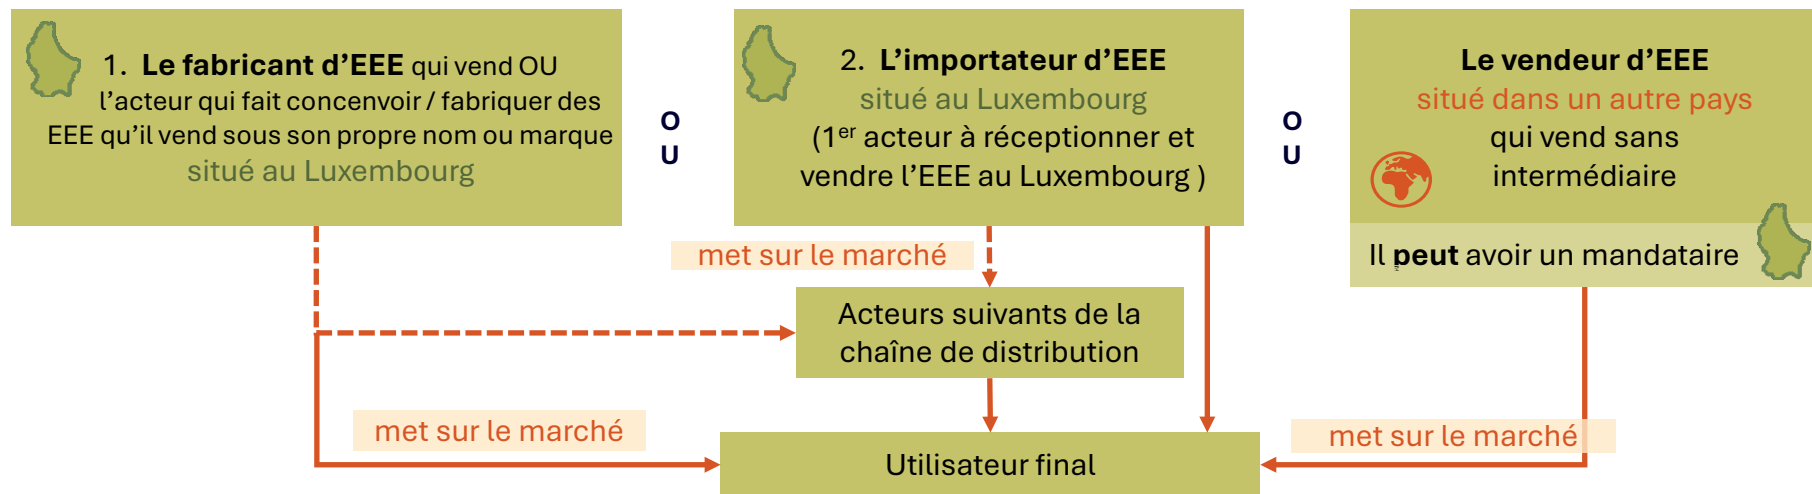 1. Le fabricant d’EEE qui vend OU
l’acteur qui fait concenvoir / fabriquer des
EEE qu’il vend sous son propre nom ou marque
situé au Luxembourg
O
U
2. L’importateur d’EEE
situé au Luxembourg
(1er acteur à réceptionner et
vendre l’EEE au Luxembourg )
O
U
Le vendeur d’EEE
situé dans un autre pays
qui vend sans
intermédiaire
Il peut avoir un mandataire
met sur le marché
Acteurs suivants de la
chaîne de distribution
met sur le marché
met sur le marché
Utilisateur final